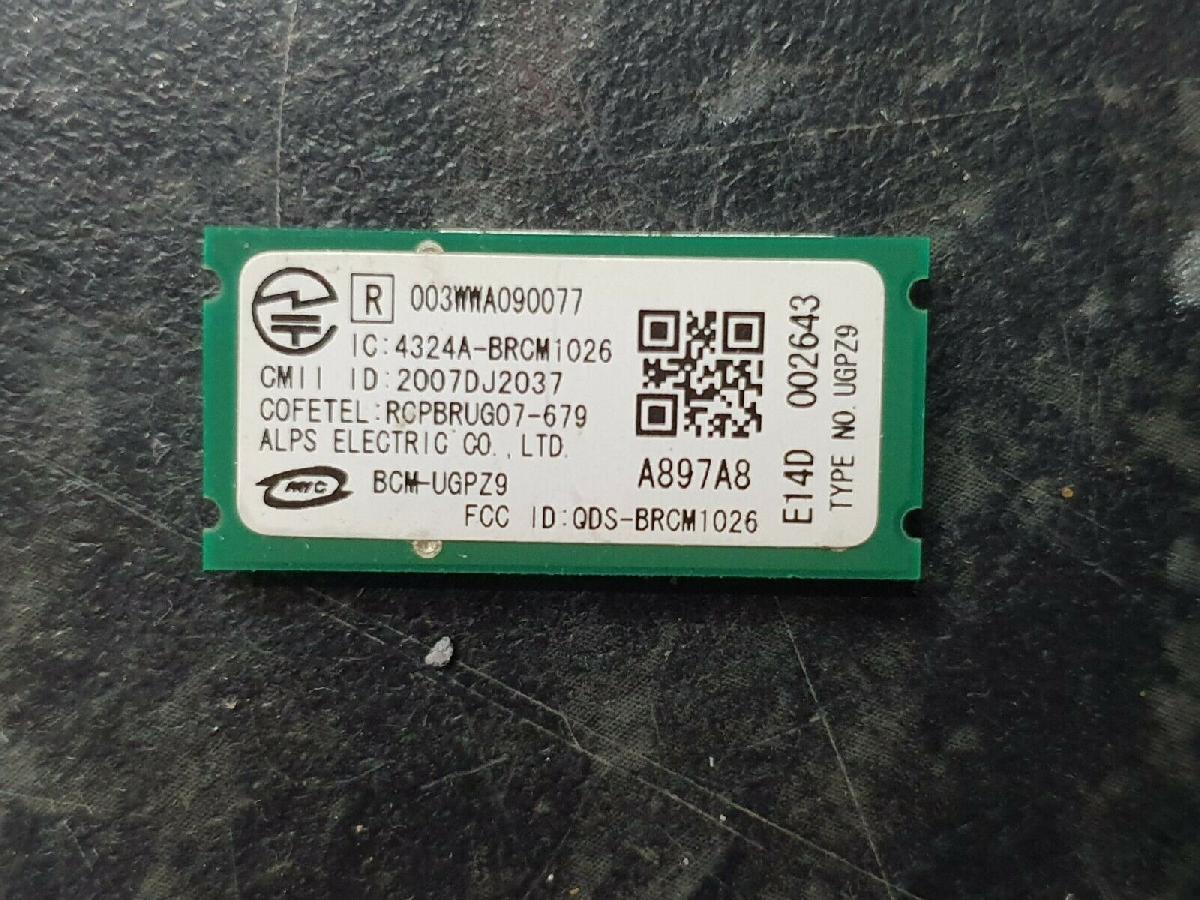 R 003WWA090077
IC:4324A-BRCM1026
CMII ID:2007DJ2037
COFETEL:RCPBRUG07-679
ALPS ELECTRIC CO.,LTD.
BCM-UGPZ9
FCC ID:QDS-BRCM1026
A897A8
E14D 002643
TYPE NO. UGPZ9